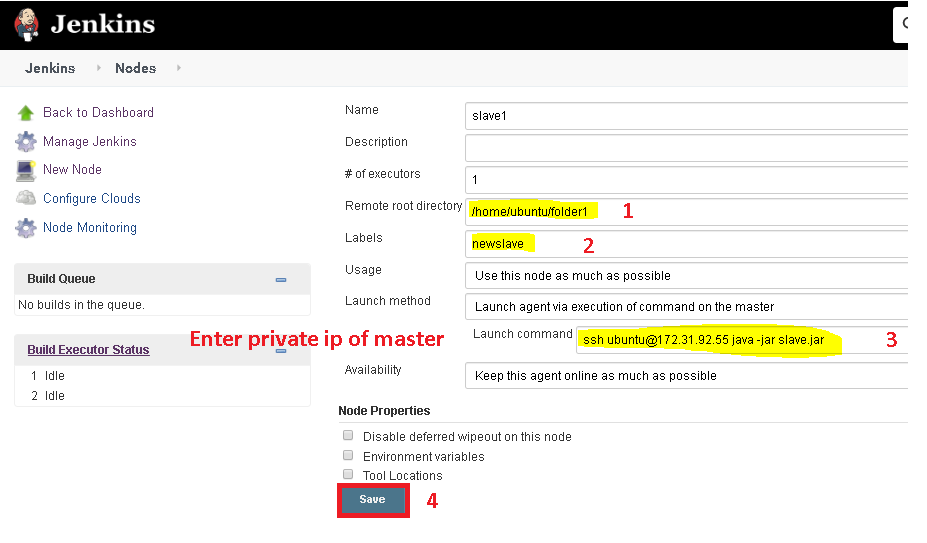 Jenkins
Jenkins Nodes
Back to Dashboard
Manage Jenkins
New Node
Configure Clouds
Node Monitoring
Build Queue
No builds in the queue.
Build Executor Status
1 Idle
2 Idle
Name slave1
Description
# of executors 1
Remote root directory /home/ubuntu/folder1 1
Labels newslave 2
Usage Use this node as much as possible
Launch method Launch agent via execution of command on the master
Enter private ip of master Launch command ssh ubuntu@172.31.92.55 java -jar slave.jar 3
Availability Keep this agent online as much as possible
Node Properties
Disable deferred wipeout on this node
Environment variables
Tool Locations
Save 4